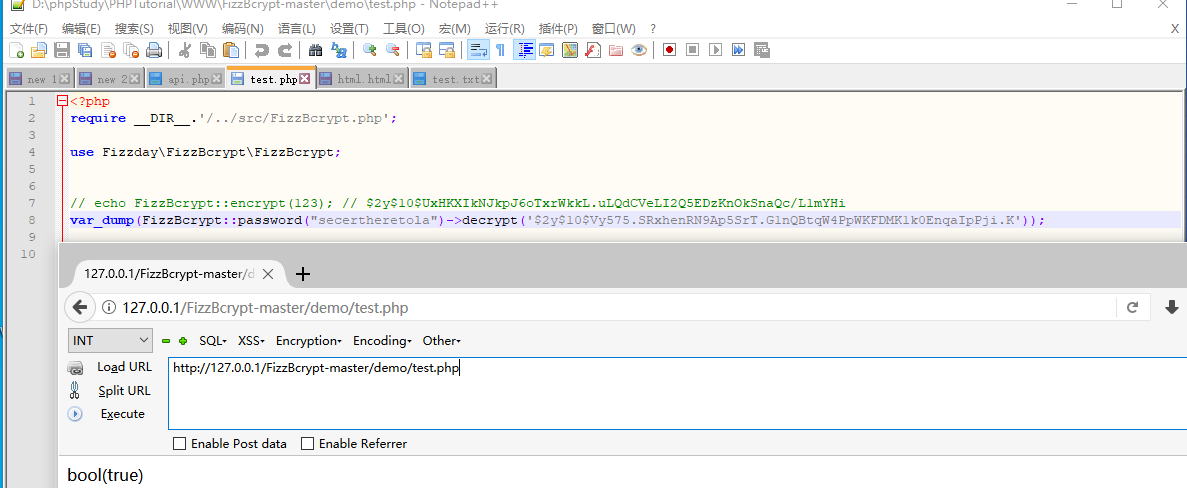 D:\phpStudy\PHPTutorial\WWW\FizzBcrypt-master\demo\test.php - Notepad++
文件(F) 编辑(E) 搜索(S) 视图(V) 编码(N) 语言(L) 设置(T) 工具(O) 宏(M) 运行(R) 插件(P) 窗口(W) ? X
new 1 new 2 api.php test.php html.html test.txt
1 <?php
2 require __DIR__.'/../src/FizzBcrypt.php';
3
4 use Fizzday\FizzBcrypt\FizzBcrypt;
5
6
7 // echo FizzBcrypt::encrypt(123); // $2y$10$UxHKXIkNJkpJ6oTxrWkkL.uLQdCVeLI2Q5EDzKnOkSnaQc/L1mYHi
8 var_dump(FizzBcrypt::password("secertheretola")->decrypt('$2y$10$Vy575.SRxhenRN9Ap5SrT.GlnQBtqW4PpWKFDMK1k0EnqaIpPji.K'));
9
10
127.0.0.1/FizzBcrypt-master/d
127.0.0.1/FizzBcrypt-master/demo/test.php
INT SQL XSS Encryption Encoding Other
Load URL http://127.0.0.1/FizzBcrypt-master/demo/test.php
Split URL
Execute
Enable Post data Enable Referrer
bool(true)